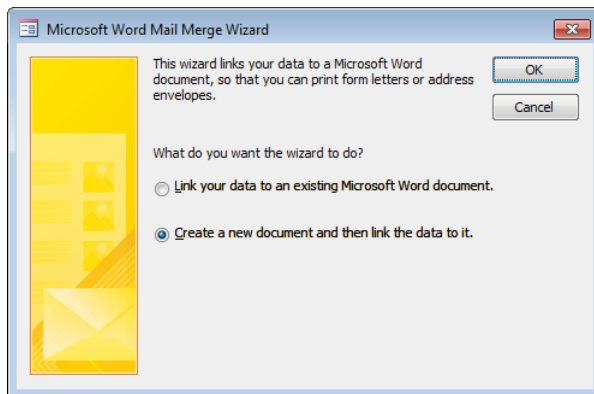 Microsoft Word Mail Merge Wizard
This wizard links your data to a Microsoft Word
document, so that you can print form letters or address
envelopes.
OK
Cancel
What do you want the wizard to do?
Link your data to an existing Microsoft Word document.
Create a new document and then link the data to it.